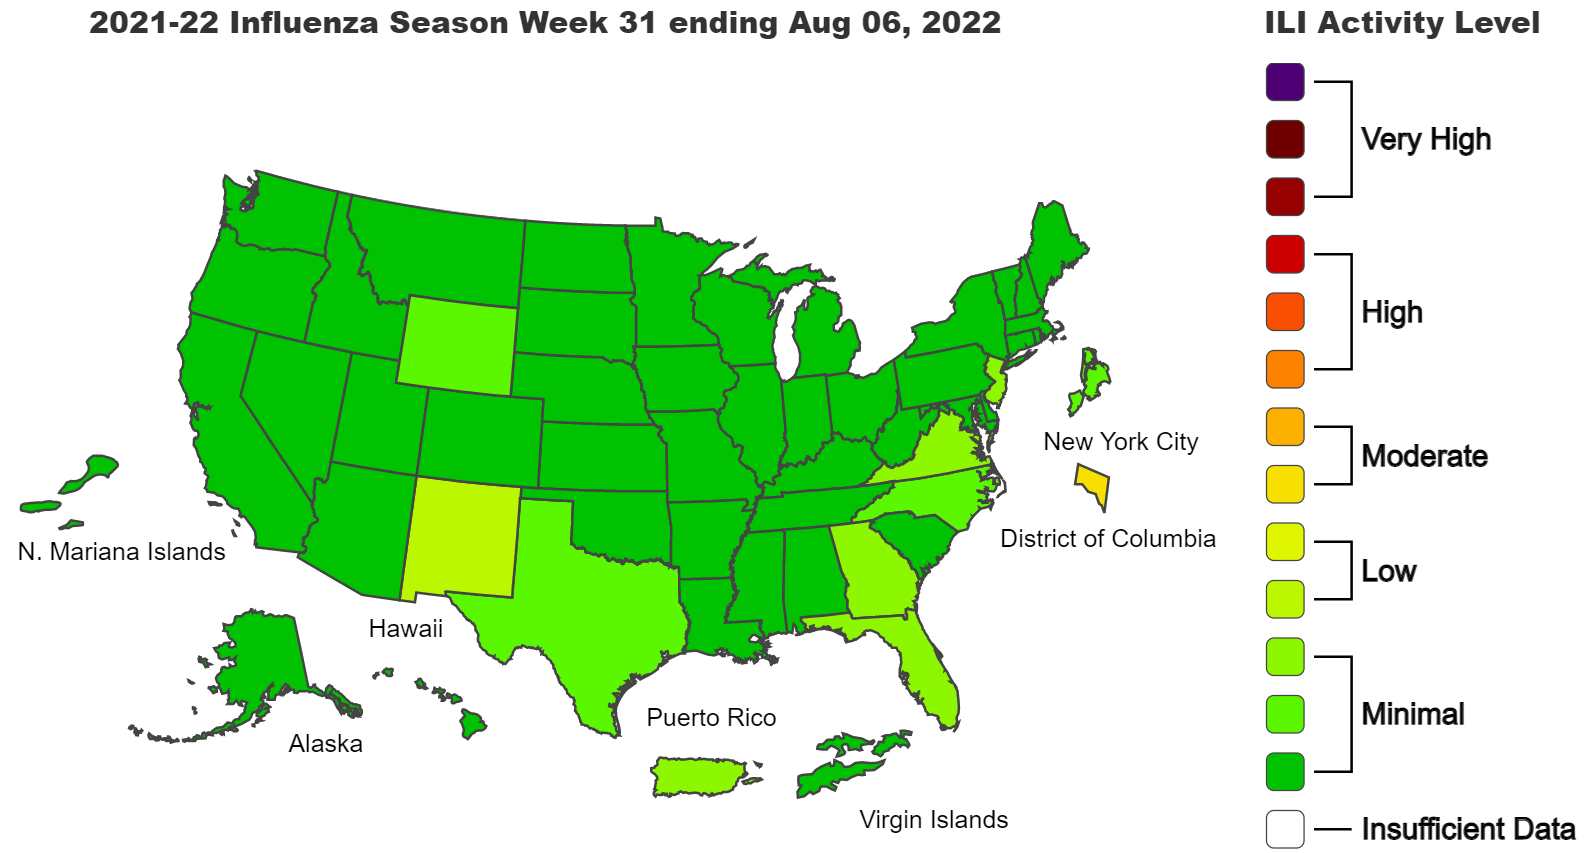 2021-22 Influenza Season Week 31 ending Aug 06, 2022
ILI Activity Level
Very High
High
Moderate
Low
Minimal
Insufficient Data
New York City
District of Columbia
N. Mariana Islands
Hawaii
Alaska
Puerto Rico
Virgin Islands